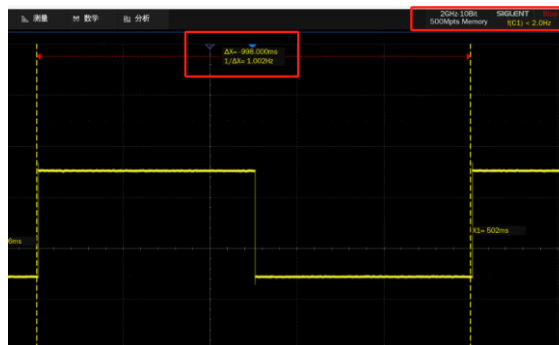 测量
数学
分析
2GHz-10Bit
500Mpts Memory
SIGLENT
f(C1) < 2.0Hz
ΔX= -998.000ms
1/ΔX= 1.002Hz
6ms
X1= 502ms